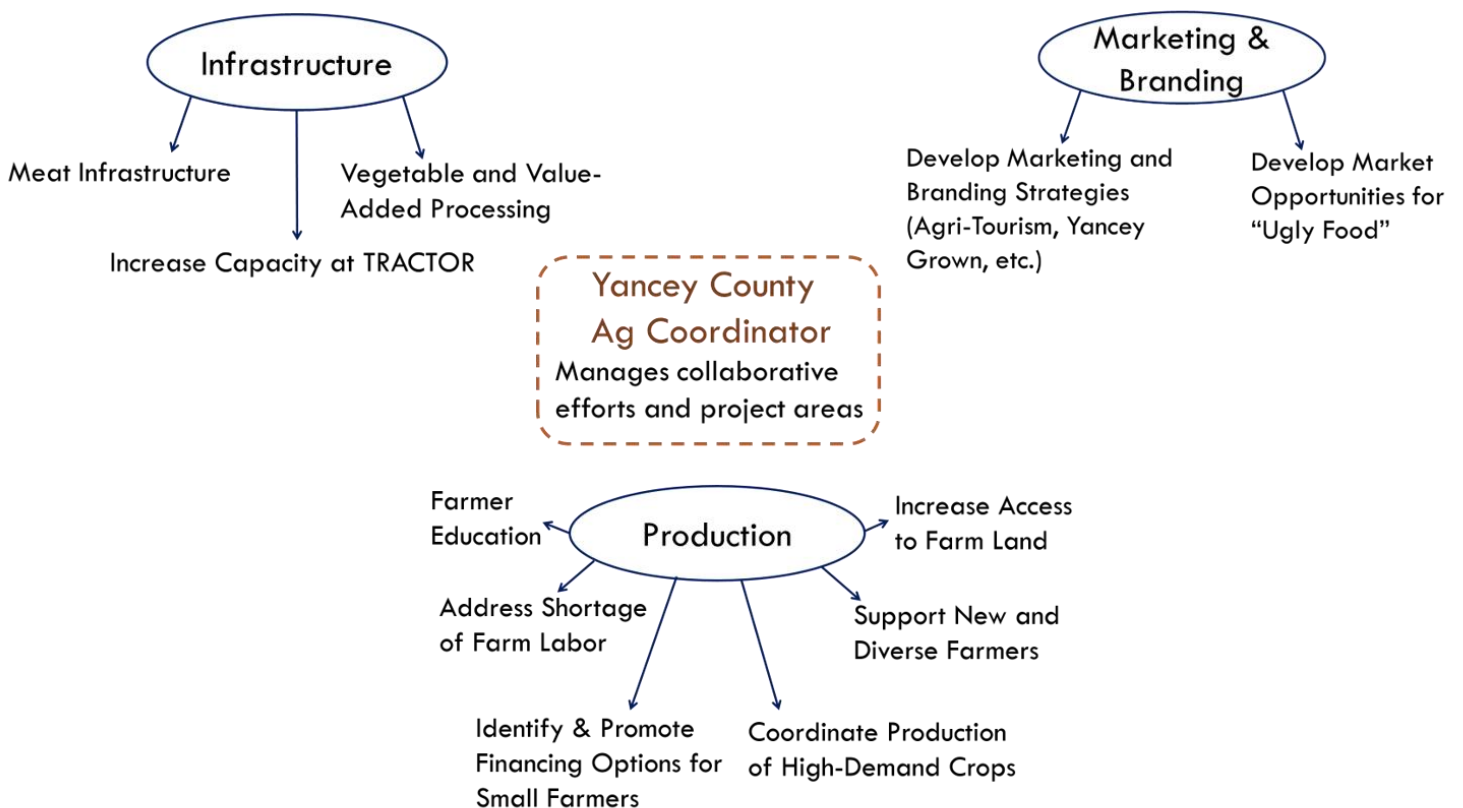 Infrastructure
Meat Infrastructure
Vegetable and Value-
Added Processing
Increase Capacity at TRACTOR
Marketing &
Branding
Develop Marketing and
Branding Strategies
(Agri-Tourism, Yancey
Grown, etc.)
Develop Market
Opportunities for
“Ugly Food”
Yancey County
Ag Coordinator
Manages collaborative
efforts and project areas
Production
Farmer
Education
Address Shortage
of Farm Labor
Identify & Promote
Financing Options for
Small Farmers
Coordinate Production
of High-Demand Crops
Support New and
Diverse Farmers
Increase Access
to Farm Land